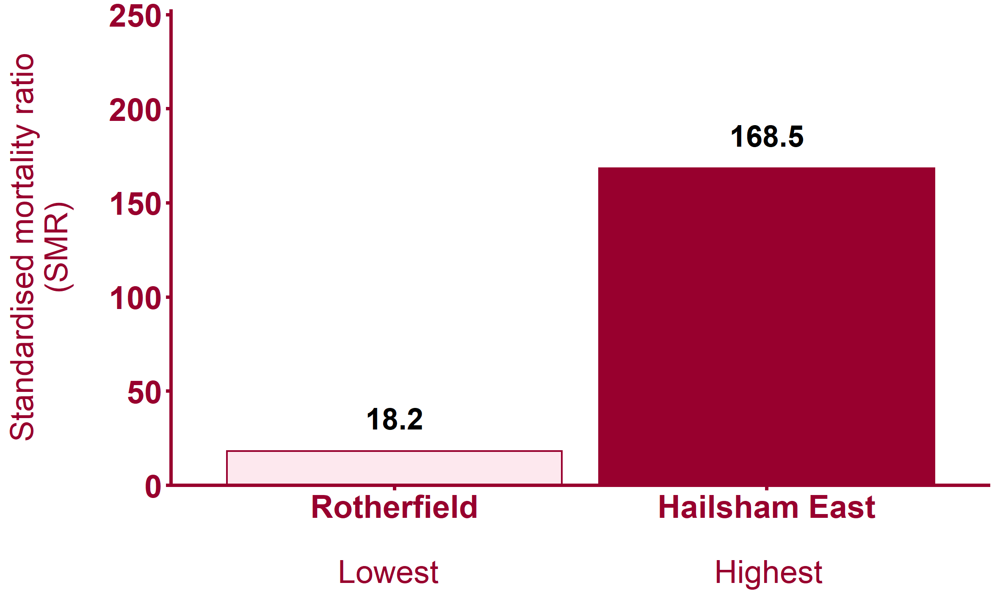 Standardised mortality ratio
(SMR)
250
200
150
100
50
0
18.2
168.5
Rotherfield
Hailsham East
Lowest
Highest